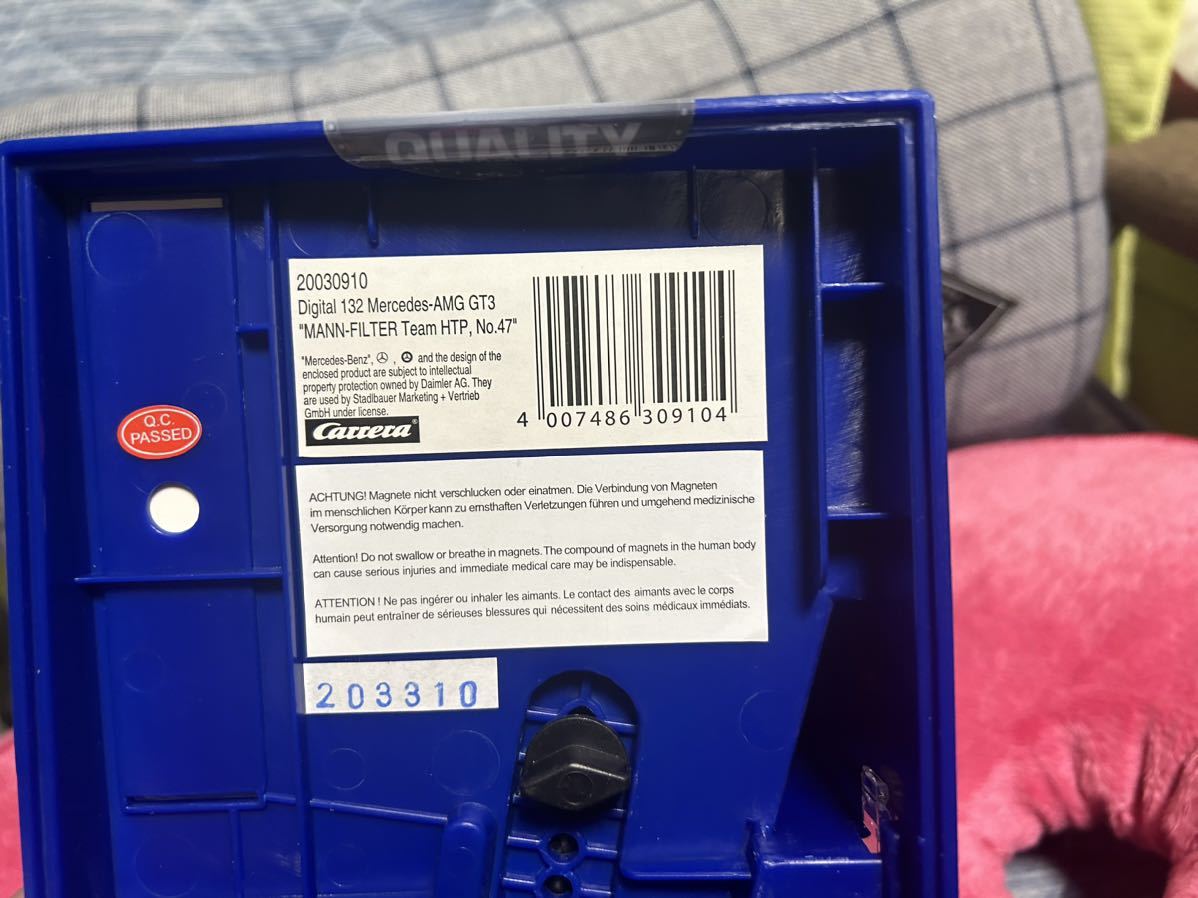 QUALITY
20030910
Digital 132 Mercedes-AMG GT3
"MANN-FILTER Team HTP, No.47"
"Mercedes-Benz", , and the design of the
enclosed product are subject to intellectual
property protection owned by Daimler AG. They
are used by Stadlbauer Marketing + Vertrieb
GmbH under license.
Carrera®
4 007486 309104
Q.C.
PASSED
ACHTUNG! Magnete nicht verschlucken oder einatmen. Die Verbindung von Magneten
im menschlichen Körper kann zu ernsthaften Verletzungen führen und umgehend medizinische
Versorgung notwendig machen.
Attention! Do not swallow or breathe in magnets. The compound of magnets in the human body
can cause serious injuries and immediate medical care may be indispensable.
ATTENTION ! Ne pas ingérer ou inhaler les aimants. Le contact des aimants avec le corps
humain peut entraîner de sérieuses blessures qui nécessitent des soins médicaux immédiats.
203310